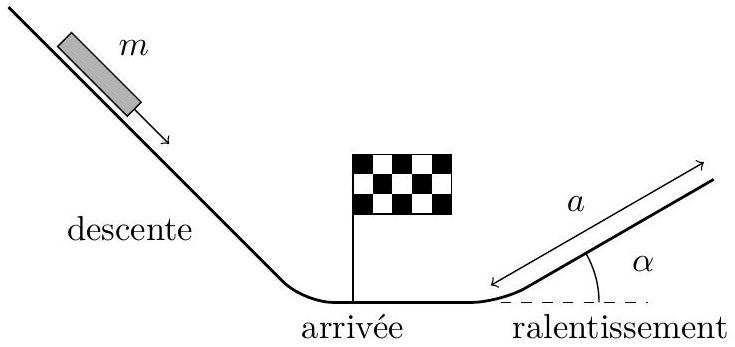 m
descente
a
α
arrivée
ralentissement